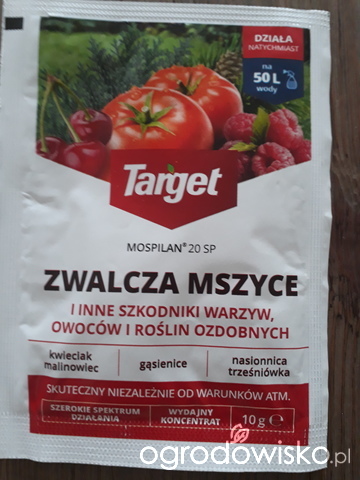 DZIAŁA
NATYCHMIAST
na
50 L
wody
Target
MOSPILAN® 20 SP
ZWALCZA MSZYCE
I INNE SZKODNIKI WARZYW,
OWOCÓW I ROŚLIN OZDOBNYCH
kwieciak
malinowiec
gąsienice
nasionnica
trześniówka
SKUTECZNY NIEZALEŻNIE OD WARUNKÓW ATM.
SZEROKIE SPEKTRUM
DZIAŁANIA
WYDAJNY
KONCENTRAT
10 g e
ogrodowisko.pl